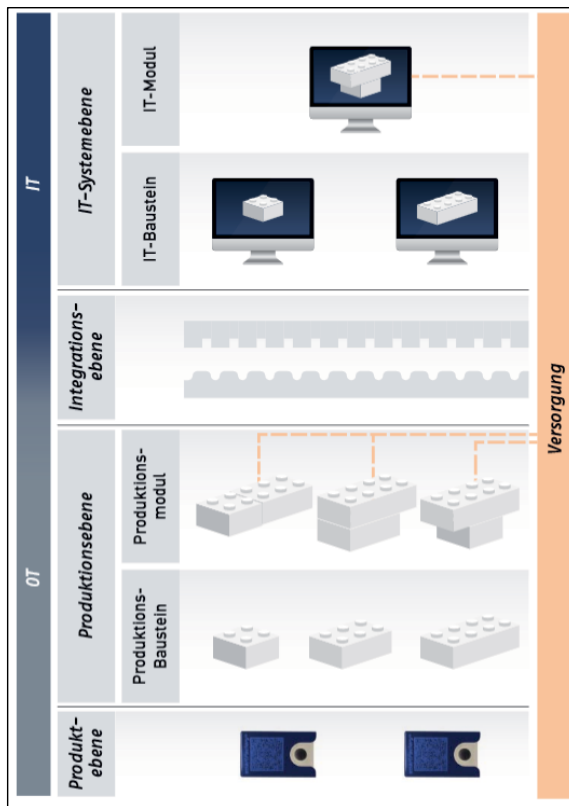 IT
IT-Systemebene
IT-Modul
IT-Baustein
Integrations-
ebene
OT
Produktionsebene
Produktions-
modul
Produktions-
Baustein
Produkt-
ebene
Versorgung